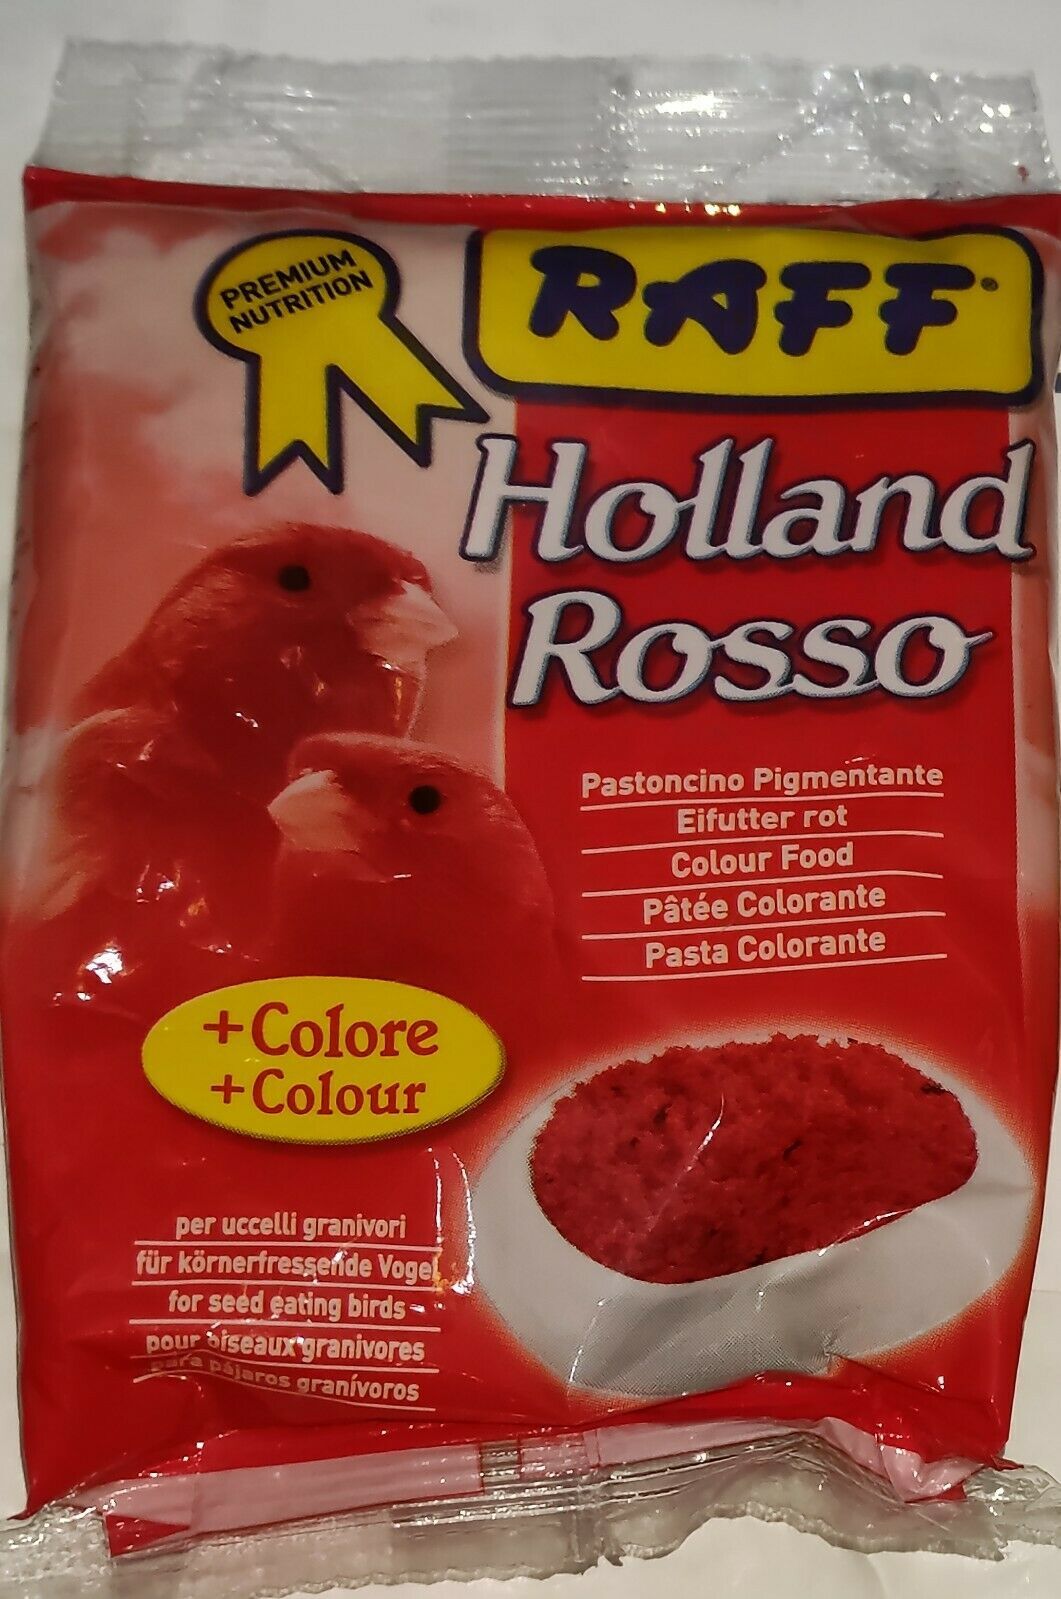 PREMIUM
NUTRITION
RAFF®
Holland
Rosso
Pastoncino Pigmentante
Eifutter rot
Colour Food
Pâtée Colorante
Pasta Colorante
+Colore
+Colour
per uccelli granivori
für körnerfressende Vogel
for seed eating birds
pour oiseaux granivores
para pájaros granívoros